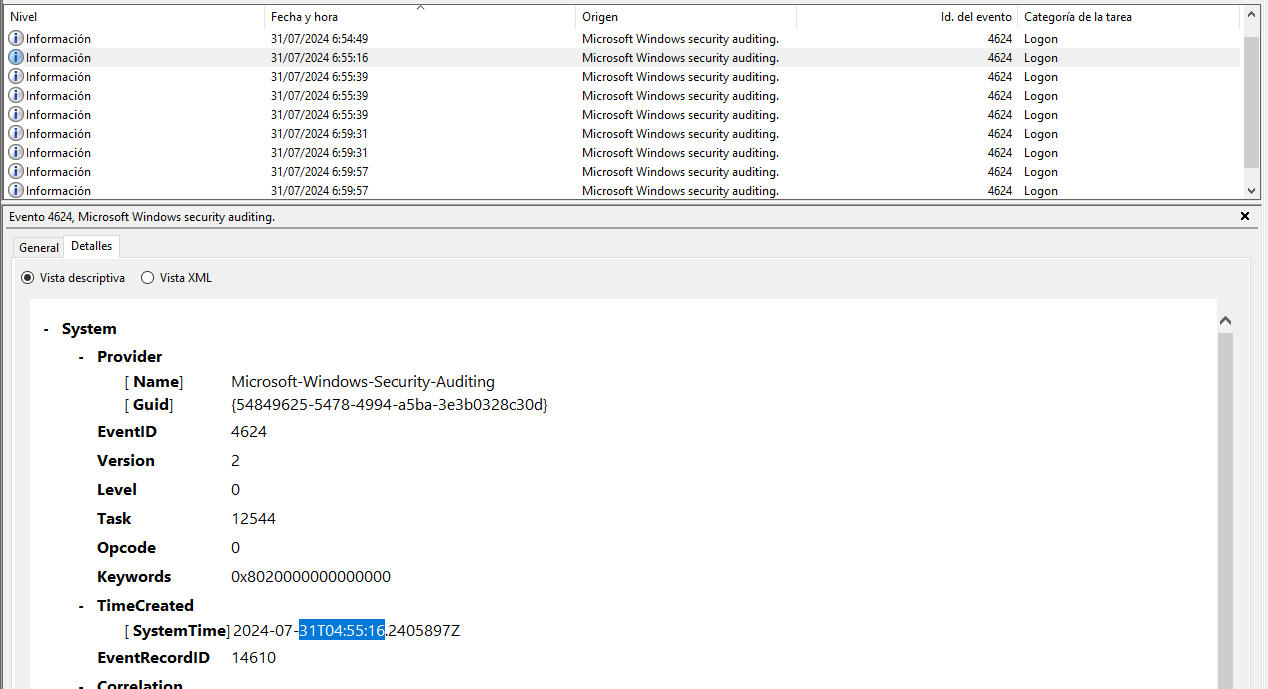 Nivel Fecha y hora Origen Id. del evento Categoría de la tarea
Información 31/07/2024 6:54:49 Microsoft Windows security auditing. 4624 Logon
Información 31/07/2024 6:55:16 Microsoft Windows security auditing. 4624 Logon
Información 31/07/2024 6:55:39 Microsoft Windows security auditing. 4624 Logon
Información 31/07/2024 6:55:39 Microsoft Windows security auditing. 4624 Logon
Información 31/07/2024 6:55:39 Microsoft Windows security auditing. 4624 Logon
Información 31/07/2024 6:59:31 Microsoft Windows security auditing. 4624 Logon
Información 31/07/2024 6:59:31 Microsoft Windows security auditing. 4624 Logon
Información 31/07/2024 6:59:57 Microsoft Windows security auditing. 4624 Logon
Información 31/07/2024 6:59:57 Microsoft Windows security auditing. 4624 Logon
Evento 4624, Microsoft Windows security auditing.
General Detalles
Vista descriptiva Vista XML
- System
- Provider
[ Name] Microsoft-Windows-Security-Auditing
[ Guid] {54849625-5478-4994-a5ba-3e3b0328c30d}
EventID 4624
Version 2
Level 0
Task 12544
Opcode 0
Keywords 0x8020000000000000
- TimeCreated
[ SystemTime] 2024-07-31T04:55:16.2405897Z
EventRecordID 14610
- Correlation